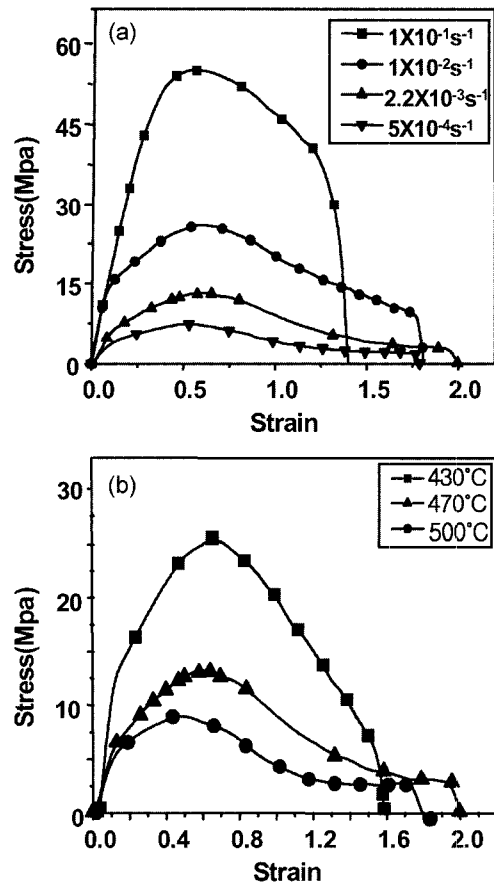 (a)
1X10⁻¹s⁻¹
1X10⁻²s⁻¹
2.2X10⁻³s⁻¹
5X10⁻⁴s⁻¹
60
45
30
15
0
Stress(Mpa)
0.0 0.5 1.0 1.5 2.0
Strain
(b)
430°C
470°C
500°C
30
20
10
0
Stress(Mpa)
0.0 0.4 0.8 1.2 1.6 2.0
Strain